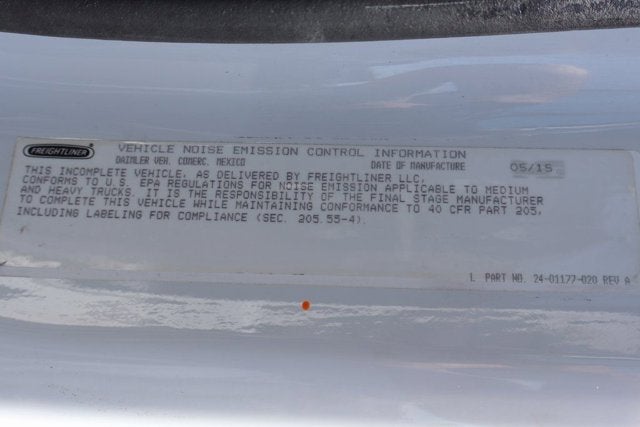 FREIGHTLINER
VEHICLE NOISE EMISSION CONTROL INFORMATION
DAIMLER VEH. COMERC. MEXICO DATE OF MANUFACTURE 05/15
THIS INCOMPLETE VEHICLE, AS DELIVERED BY FREIGHTLINER LLC,
CONFORMS TO U.S. EPA REGULATIONS FOR NOISE EMISSION APPLICABLE TO MEDIUM
AND HEAVY TRUCKS. IT IS THE RESPONSIBILITY OF THE FINAL STAGE MANUFACTURER
TO COMPLETE THIS VEHICLE WHILE MAINTAINING CONFORMANCE TO 40 CFR PART 205,
INCLUDING LABELING FOR COMPLIANCE (SEC. 205.55-4).
1. PART NO. 24-01177-020 REV A